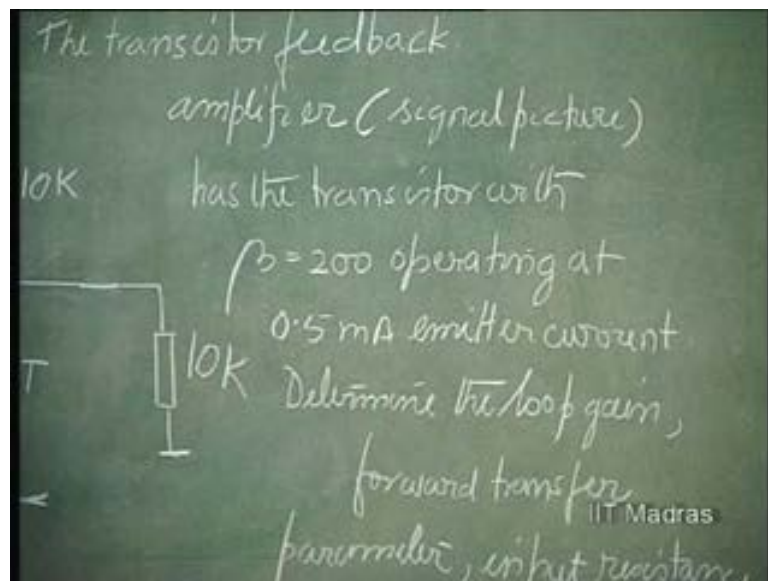 The transistor feedback
amplifier (signal picture)
10K has the transistor with
β = 200 operating at
0.5 mA emitter current
10K
T
Determine the loop gain,
forward transfer
IIT Madras
parameter, input resistance,